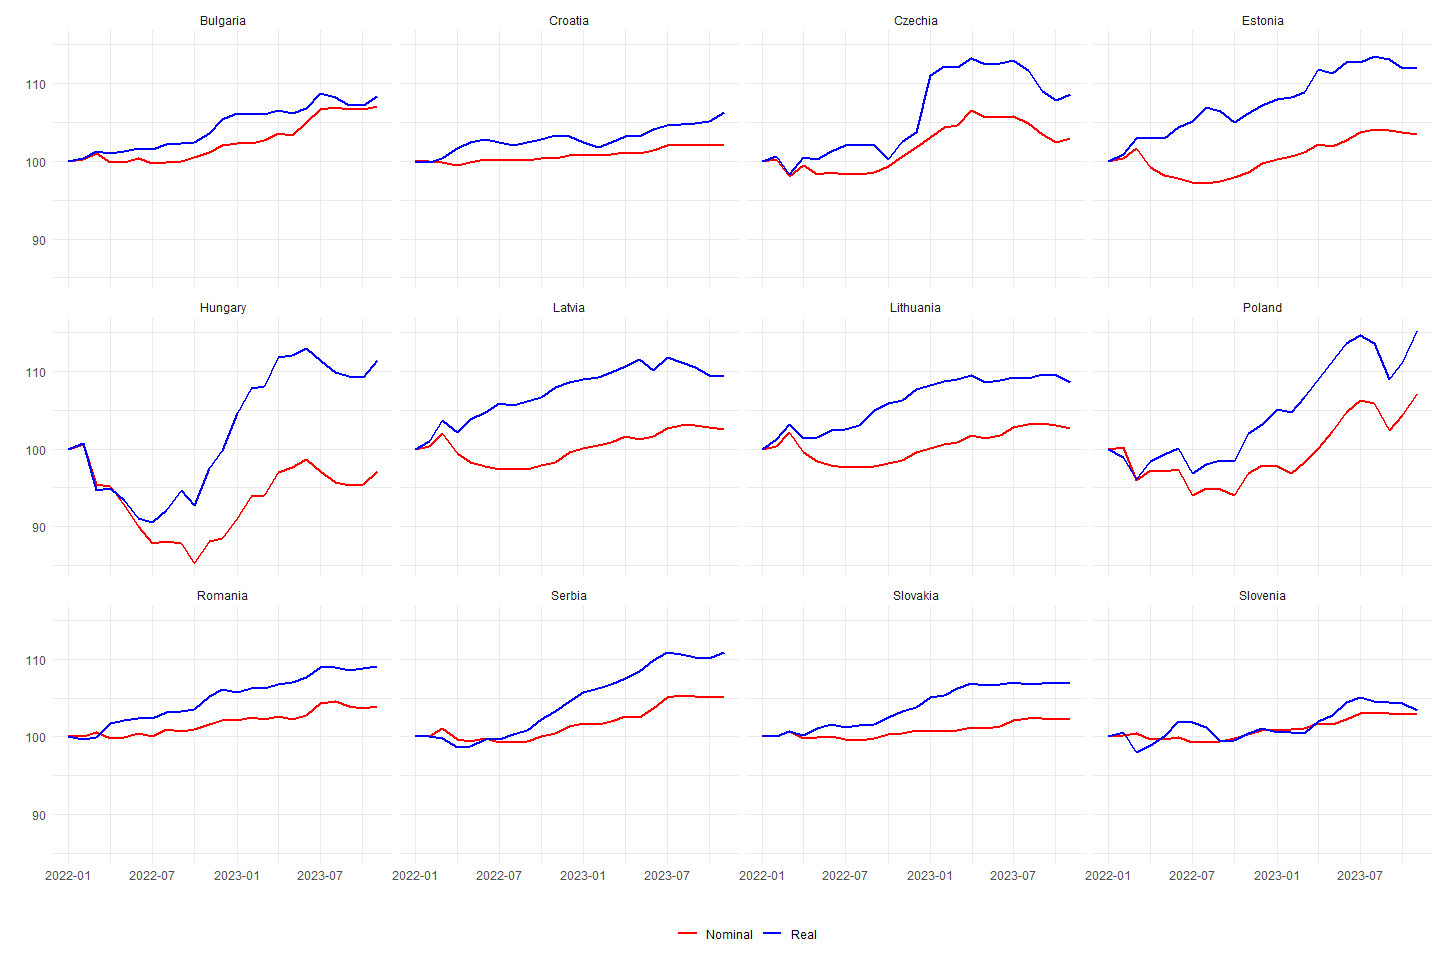 Bulgaria Croatia Czechia Estonia
110
100
90
Hungary Latvia Lithuania Poland
110
100
90
Romania Serbia Slovakia Slovenia
110
100
90
2022-01 2022-07 2023-01 2023-07 2022-01 2022-07 2023-01 2023-07 2022-01 2022-07 2023-01 2023-07 2022-01 2022-07 2023-01 2023-07
Nominal Real